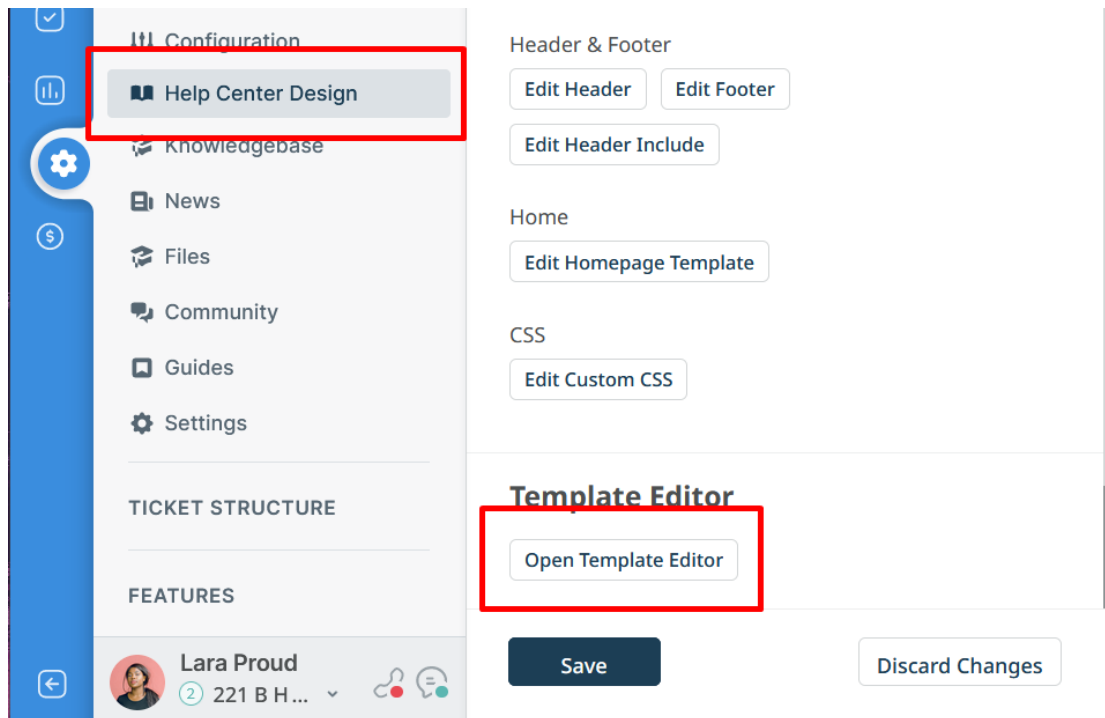 Configuration
Help Center Design
Knowledgebase
News
Files
Community
Guides
Settings
TICKET STRUCTURE
FEATURES
Lara Proud
2 221 B H...
Header & Footer
Edit Header
Edit Footer
Edit Header Include
Home
Edit Homepage Template
CSS
Edit Custom CSS
Template Editor
Open Template Editor
Save
Discard Changes